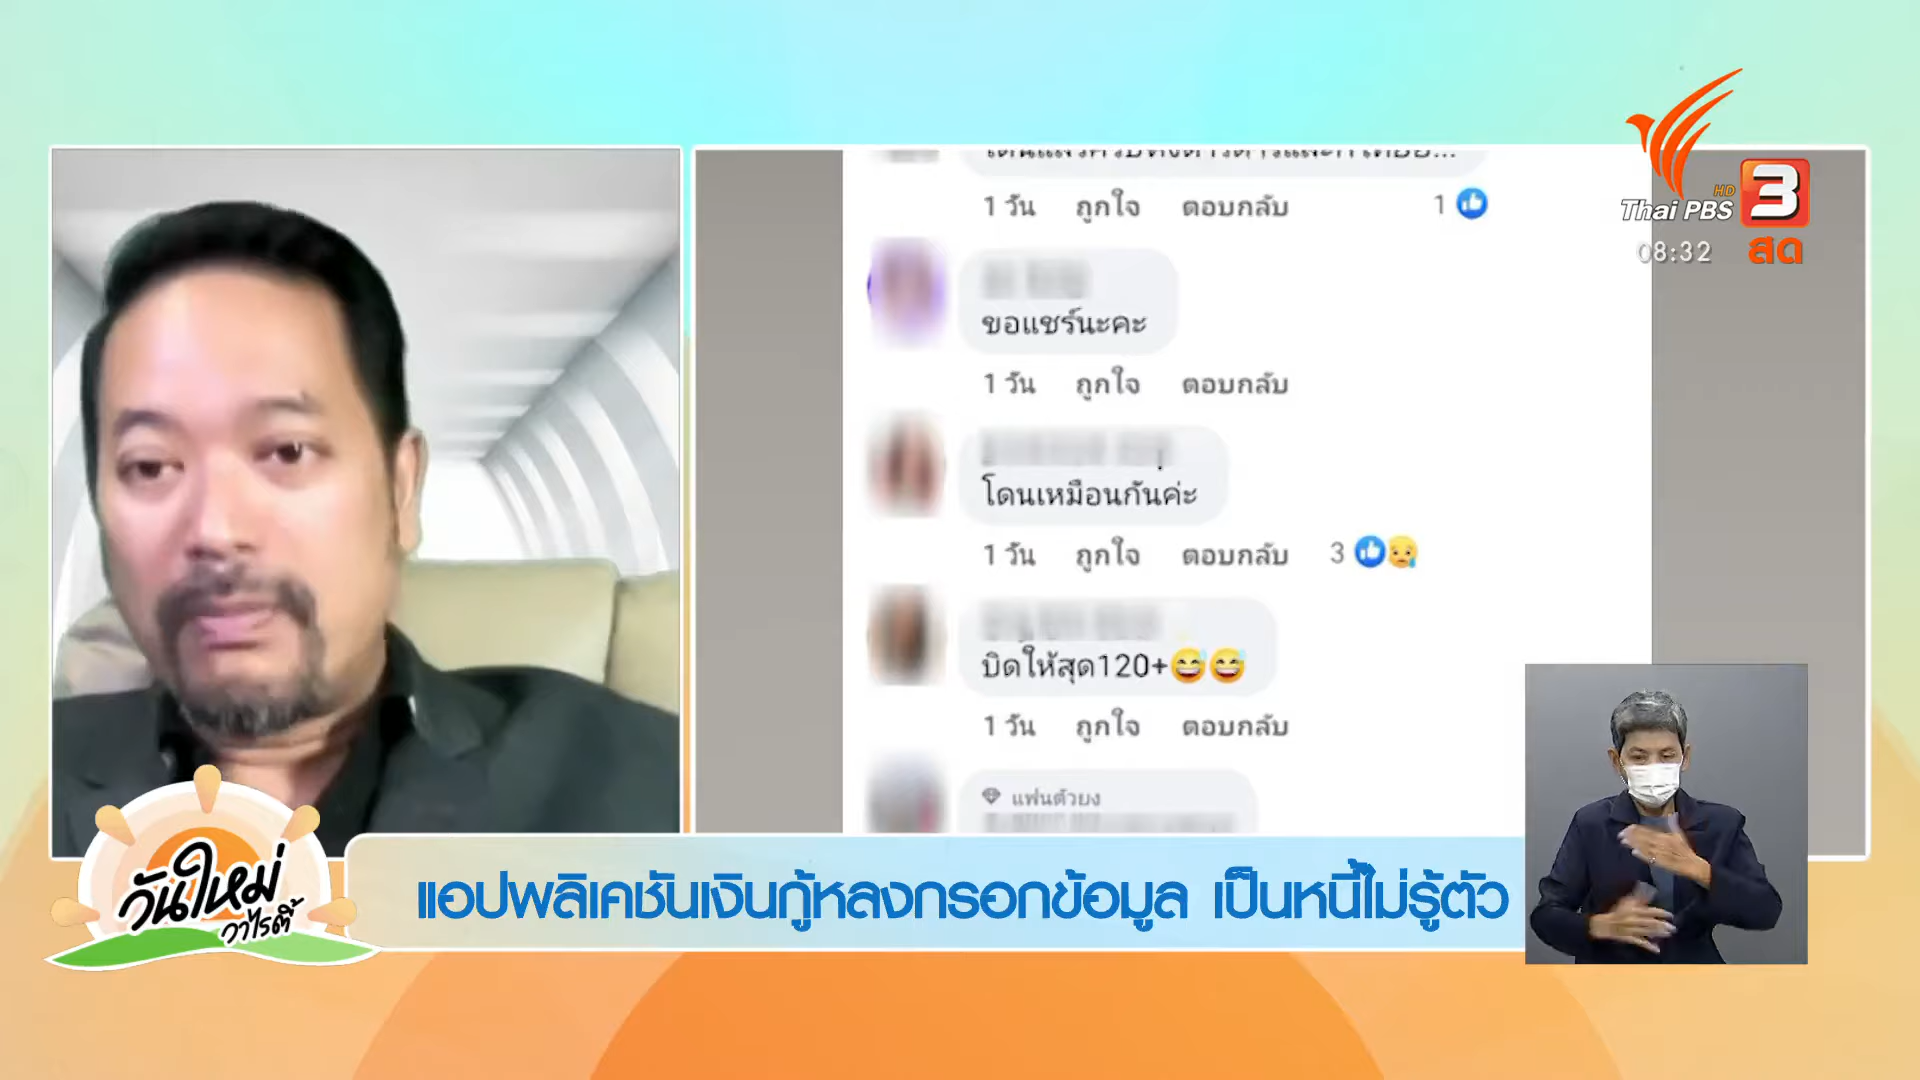 1 วัน ถูกใจ ตอบกลับ 1
ขอแชร์นะคะ
1 วัน ถูกใจ ตอบกลับ
โดนเหมือนกันค่ะ
1 วัน ถูกใจ ตอบกลับ 3
บิดให้สุด120+😅😅
1 วัน ถูกใจ ตอบกลับ
แฟนตัวยง
HD
Thai PBS 3
08:32 สด
วันใหม่
วาไรตี้
แอปพลิเคชันเงินกู้หลงกรอกข้อมูล เป็นหนี้ไม่รู้ตัว